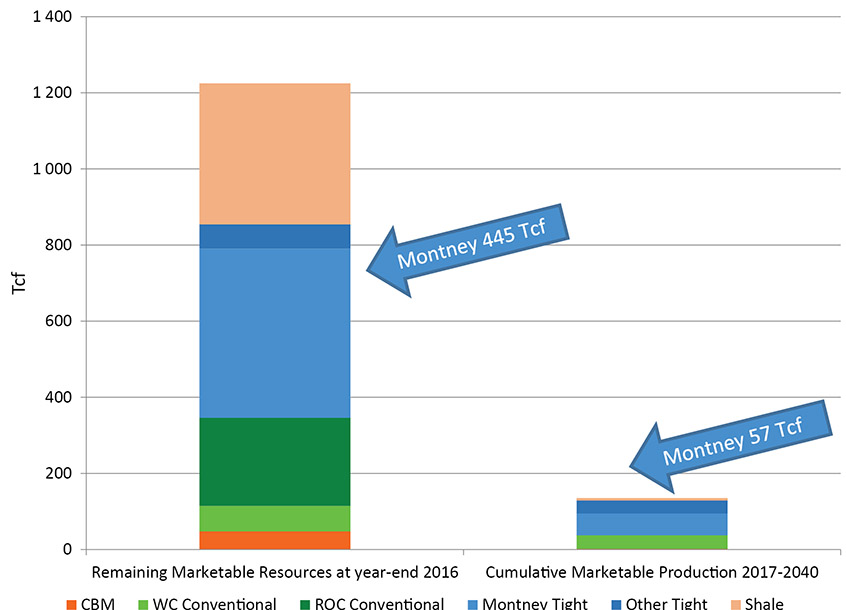 1 400
1 200
1 000
800
600
400
200
0
Tcf
Montney 445 Tcf
Montney 57 Tcf
Remaining Marketable Resources at year-end 2016
Cumulative Marketable Production 2017-2040
CBM WC Conventional ROC Conventional Montney Tight Other Tight Shale